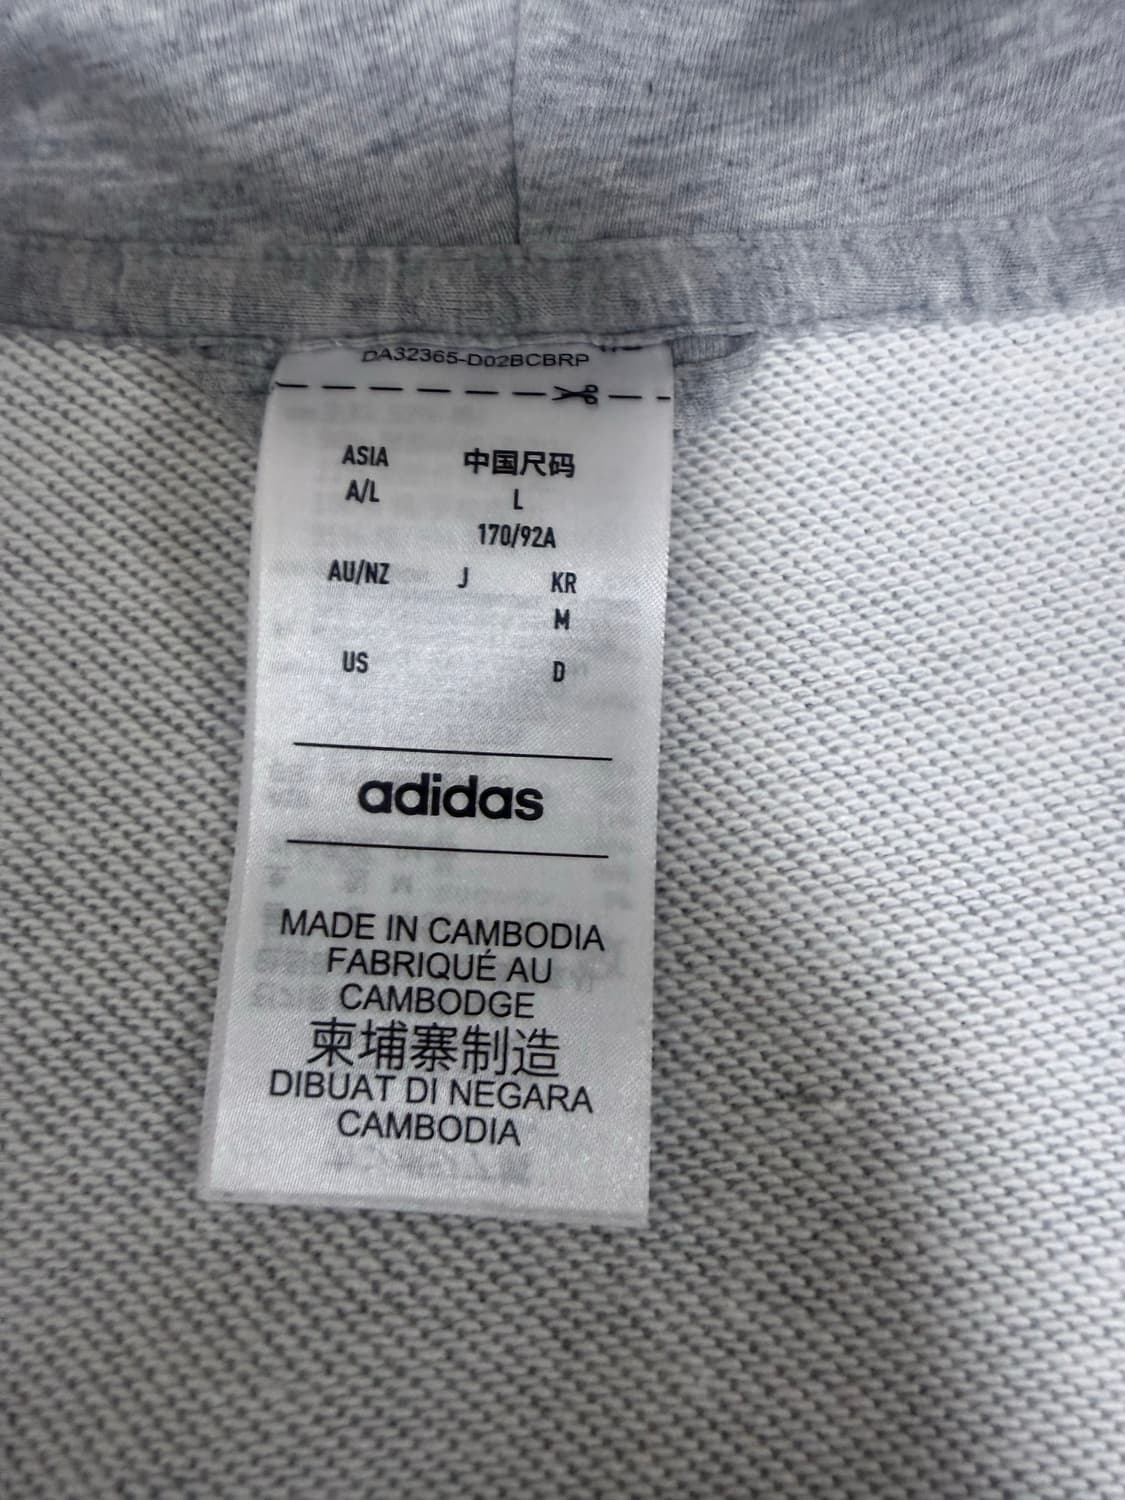 DA32365-D02BCBRP
ASIA 中国尺码
A/L L
170/92A
AU/NZ J KR
M
US D
adidas
MADE IN CAMBODIA
FABRIQUÉ AU
CAMBODGE
柬埔寨制造
DIBUAT DI NEGARA
CAMBODIA